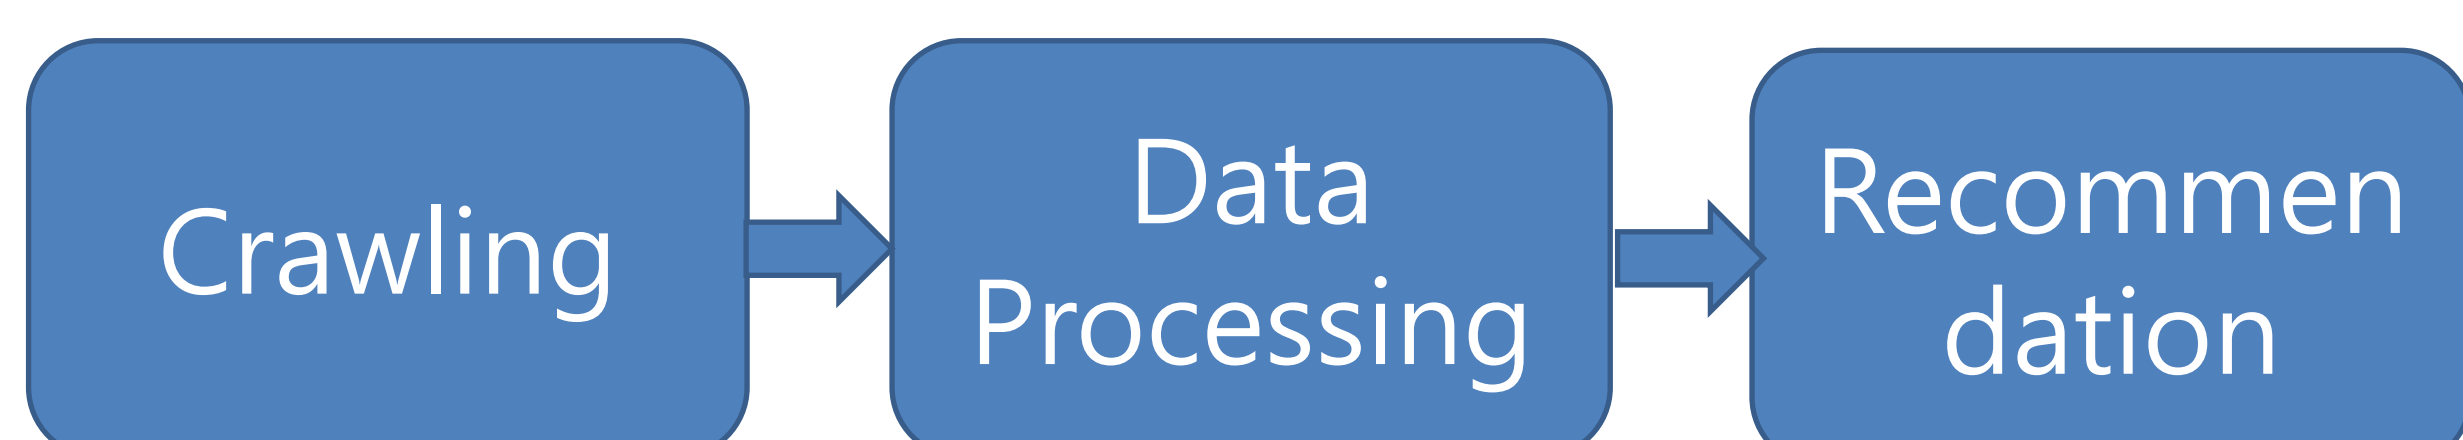 Crawling
Data
Processing
Recommen
dation